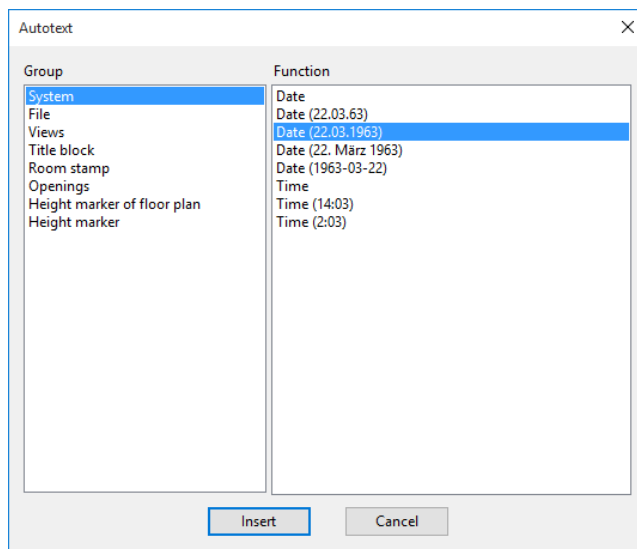 Autotext
Group
System
File
Views
Title block
Room stamp
Openings
Height marker of floor plan
Height marker
Function
Date
Date (22.03.63)
Date (22.03.1963)
Date (22. März 1963)
Date (1963-03-22)
Time
Time (14:03)
Time (2:03)
Insert
Cancel